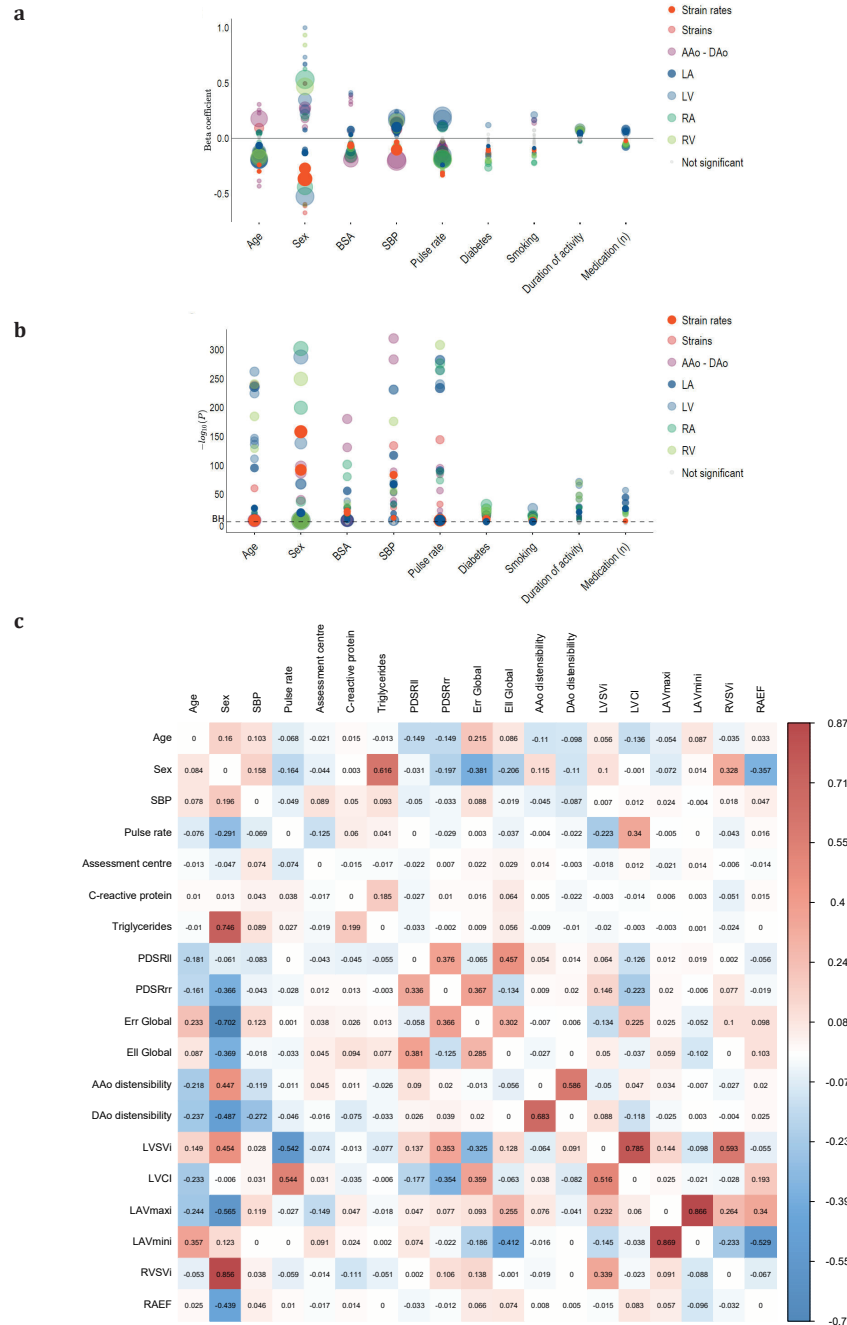 a
1.0
0.5
0.0
-0.5
Beta coefficient
Age
Sex
BSA
SBP
Pulse rate
Diabetes
Smoking
Duration of activity
Medication (n)
Strain rates
Strains
AAo - DAo
LA
LV
RA
RV
Not significant
b
300
250
200
150
100
50
BH
0
−log₁₀(P)
Age
Sex
BSA
SBP
Pulse rate
Diabetes
Smoking
Duration of activity
Medication (n)
Strain rates
Strains
AAo - DAo
LA
LV
RA
RV
Not significant
c
Age Sex SBP Pulse rate Assessment centre C-reactive protein Triglycerides PDSRll PDSRrr Err Global Ell Global AAo distensibility DAo distensibility LVSVi LVCI LAVmaxi LAVmini RVSVi RAEF
Age 0 0.16 0.103 -0.068 -0.021 0.015 -0.013 -0.149 -0.149 0.215 0.086 -0.11 -0.098 0.056 -0.136 -0.054 0.087 -0.035 0.033
Sex 0.084 0 0.158 -0.164 -0.044 0.003 0.616 -0.031 -0.197 -0.381 -0.206 0.115 -0.11 0.1 -0.001 -0.072 0.014 0.328 -0.357
SBP 0.078 0.196 0 -0.049 0.089 0.05 0.093 -0.05 -0.033 0.088 -0.019 -0.045 -0.087 0.007 0.012 0.024 -0.004 0.018 0.047
Pulse rate -0.076 -0.291 -0.069 0 -0.125 0.06 0.041 0 -0.029 0.003 -0.037 -0.004 -0.022 -0.223 0.34 -0.005 0 -0.043 0.016
Assessment centre -0.013 -0.047 0.074 -0.074 0 -0.015 -0.017 -0.022 0.007 0.022 0.029 0.014 -0.003 -0.018 0.012 -0.021 0.014 -0.006 -0.014
C-reactive protein 0.01 0.013 0.043 0.038 -0.017 0 0.185 -0.027 0.01 0.016 0.064 0.005 -0.022 -0.003 -0.014 0.006 0.003 -0.051 0.015
Triglycerides -0.01 0.746 0.089 0.027 -0.019 0.199 0 -0.033 -0.002 0.009 0.056 -0.009 -0.01 -0.02 -0.003 -0.003 0.001 -0.024 0
PDSRll -0.181 -0.061 -0.083 0 -0.043 -0.045 -0.055 0 0.376 -0.065 0.457 0.054 0.014 0.064 -0.126 0.012 0.019 0.002 -0.056
PDSRrr -0.161 -0.366 -0.043 -0.028 0.012 0.013 -0.003 0.336 0 0.367 -0.134 0.009 0.02 0.146 -0.223 0.02 -0.006 0.077 -0.019
Err Global 0.233 -0.702 0.123 0.001 0.038 0.026 0.013 -0.058 0.366 0 0.302 -0.007 0.006 -0.134 0.225 0.025 -0.052 0.1 0.098
Ell Global 0.087 -0.369 -0.018 -0.033 0.045 0.094 0.077 0.381 -0.125 0.285 0 -0.027 0 0.05 -0.037 0.059 -0.102 0 0.103
AAo distensibility -0.218 0.447 -0.119 -0.011 0.045 0.011 -0.026 0.09 0.02 -0.013 -0.056 0 0.586 -0.05 0.047 0.034 -0.007 -0.027 0.02
DAo distensibility -0.237 -0.487 -0.272 -0.046 -0.016 -0.075 -0.033 0.026 0.039 0.02 0 0.683 0 0.088 -0.118 -0.025 0.003 -0.004 0.025
LVSVi 0.149 0.454 0.028 -0.542 -0.074 -0.013 -0.077 0.137 0.353 -0.325 0.128 -0.064 0.091 0 0.785 0.144 -0.098 0.593 -0.055
LVCI -0.233 -0.006 0.031 0.544 0.031 -0.035 -0.006 -0.177 -0.354 0.359 -0.063 0.038 -0.082 0.516 0 0.025 -0.021 -0.028 0.193
LAVmaxi -0.244 -0.565 0.119 -0.027 -0.149 0.047 -0.018 0.047 0.077 0.093 0.255 0.076 -0.041 0.232 0.06 0 0.866 0.264 0.34
LAVmini 0.357 0.123 0 0 0.091 0.024 0.002 0.074 -0.022 -0.186 -0.412 -0.016 0 -0.145 -0.038 0.869 0 -0.233 -0.529
RVSVi -0.053 0.856 0.038 -0.059 -0.014 -0.111 -0.051 0.002 0.106 0.138 -0.001 -0.019 0 0.339 -0.023 0.091 -0.088 0 -0.067
RAEF 0.025 -0.439 0.046 0.01 -0.017 0.014 0 -0.033 -0.012 0.066 0.074 0.008 0.005 -0.015 0.083 0.057 -0.096 -0.032 0
0.87
0.71
0.55
0.4
0.24
0.08
-0.07
-0.23
-0.39
-0.55
-0.7